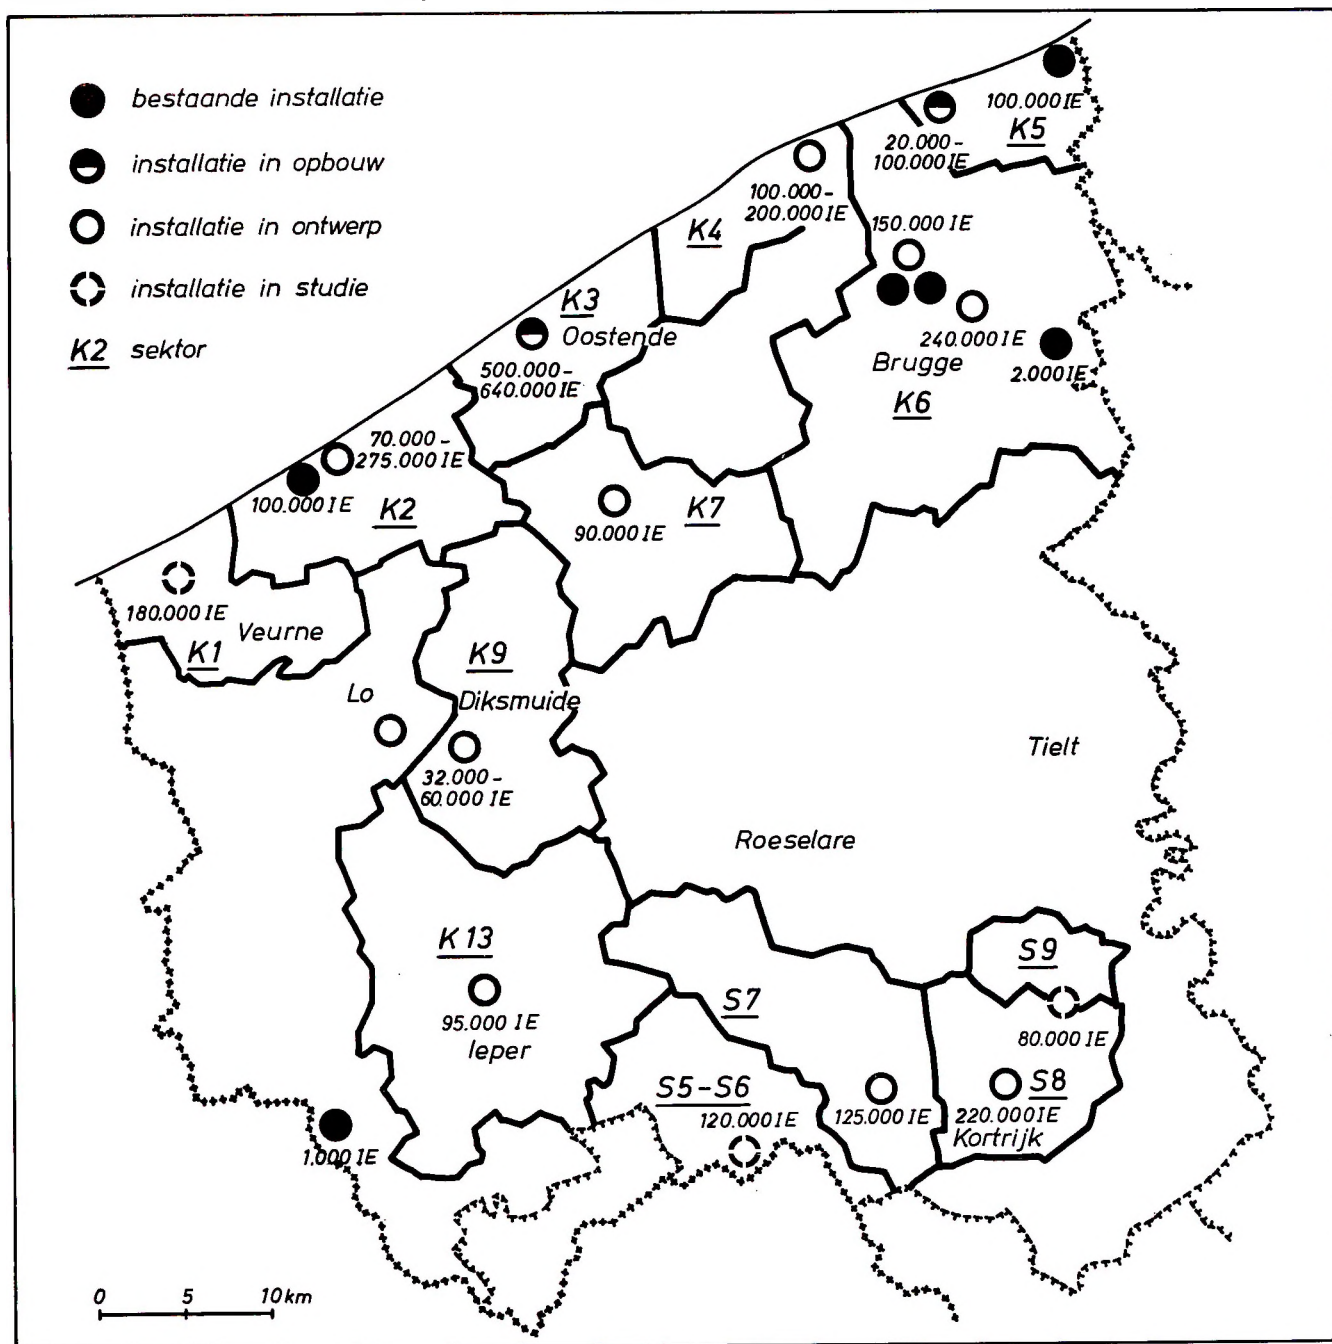 bestaande installatie
installatie in opbouw
installatie in ontwerp
installatie in studie
K2 sektor
100.000 IE
K5
20.000 –
100.000 IE
100.000 –
200.000 IE
K4
150.000 IE
240.000 IE
2.000 IE
Brugge
K6
K3
Oostende
500.000 –
640.000 IE
70.000 –
275.000 IE
100.000 IE
K2
K7
90.000 IE
180.000 IE
Veurne
K1
K9
Lo
Diksmuide
32.000 –
60.000 IE
Tielt
Roeselare
K13
95.000 IE
Ieper
S7
S9
80.000 IE
S5-S6
120.000 IE
125.000 IE
S8
220.000 IE
Kortrijk
1.000 IE
0 5 10 km